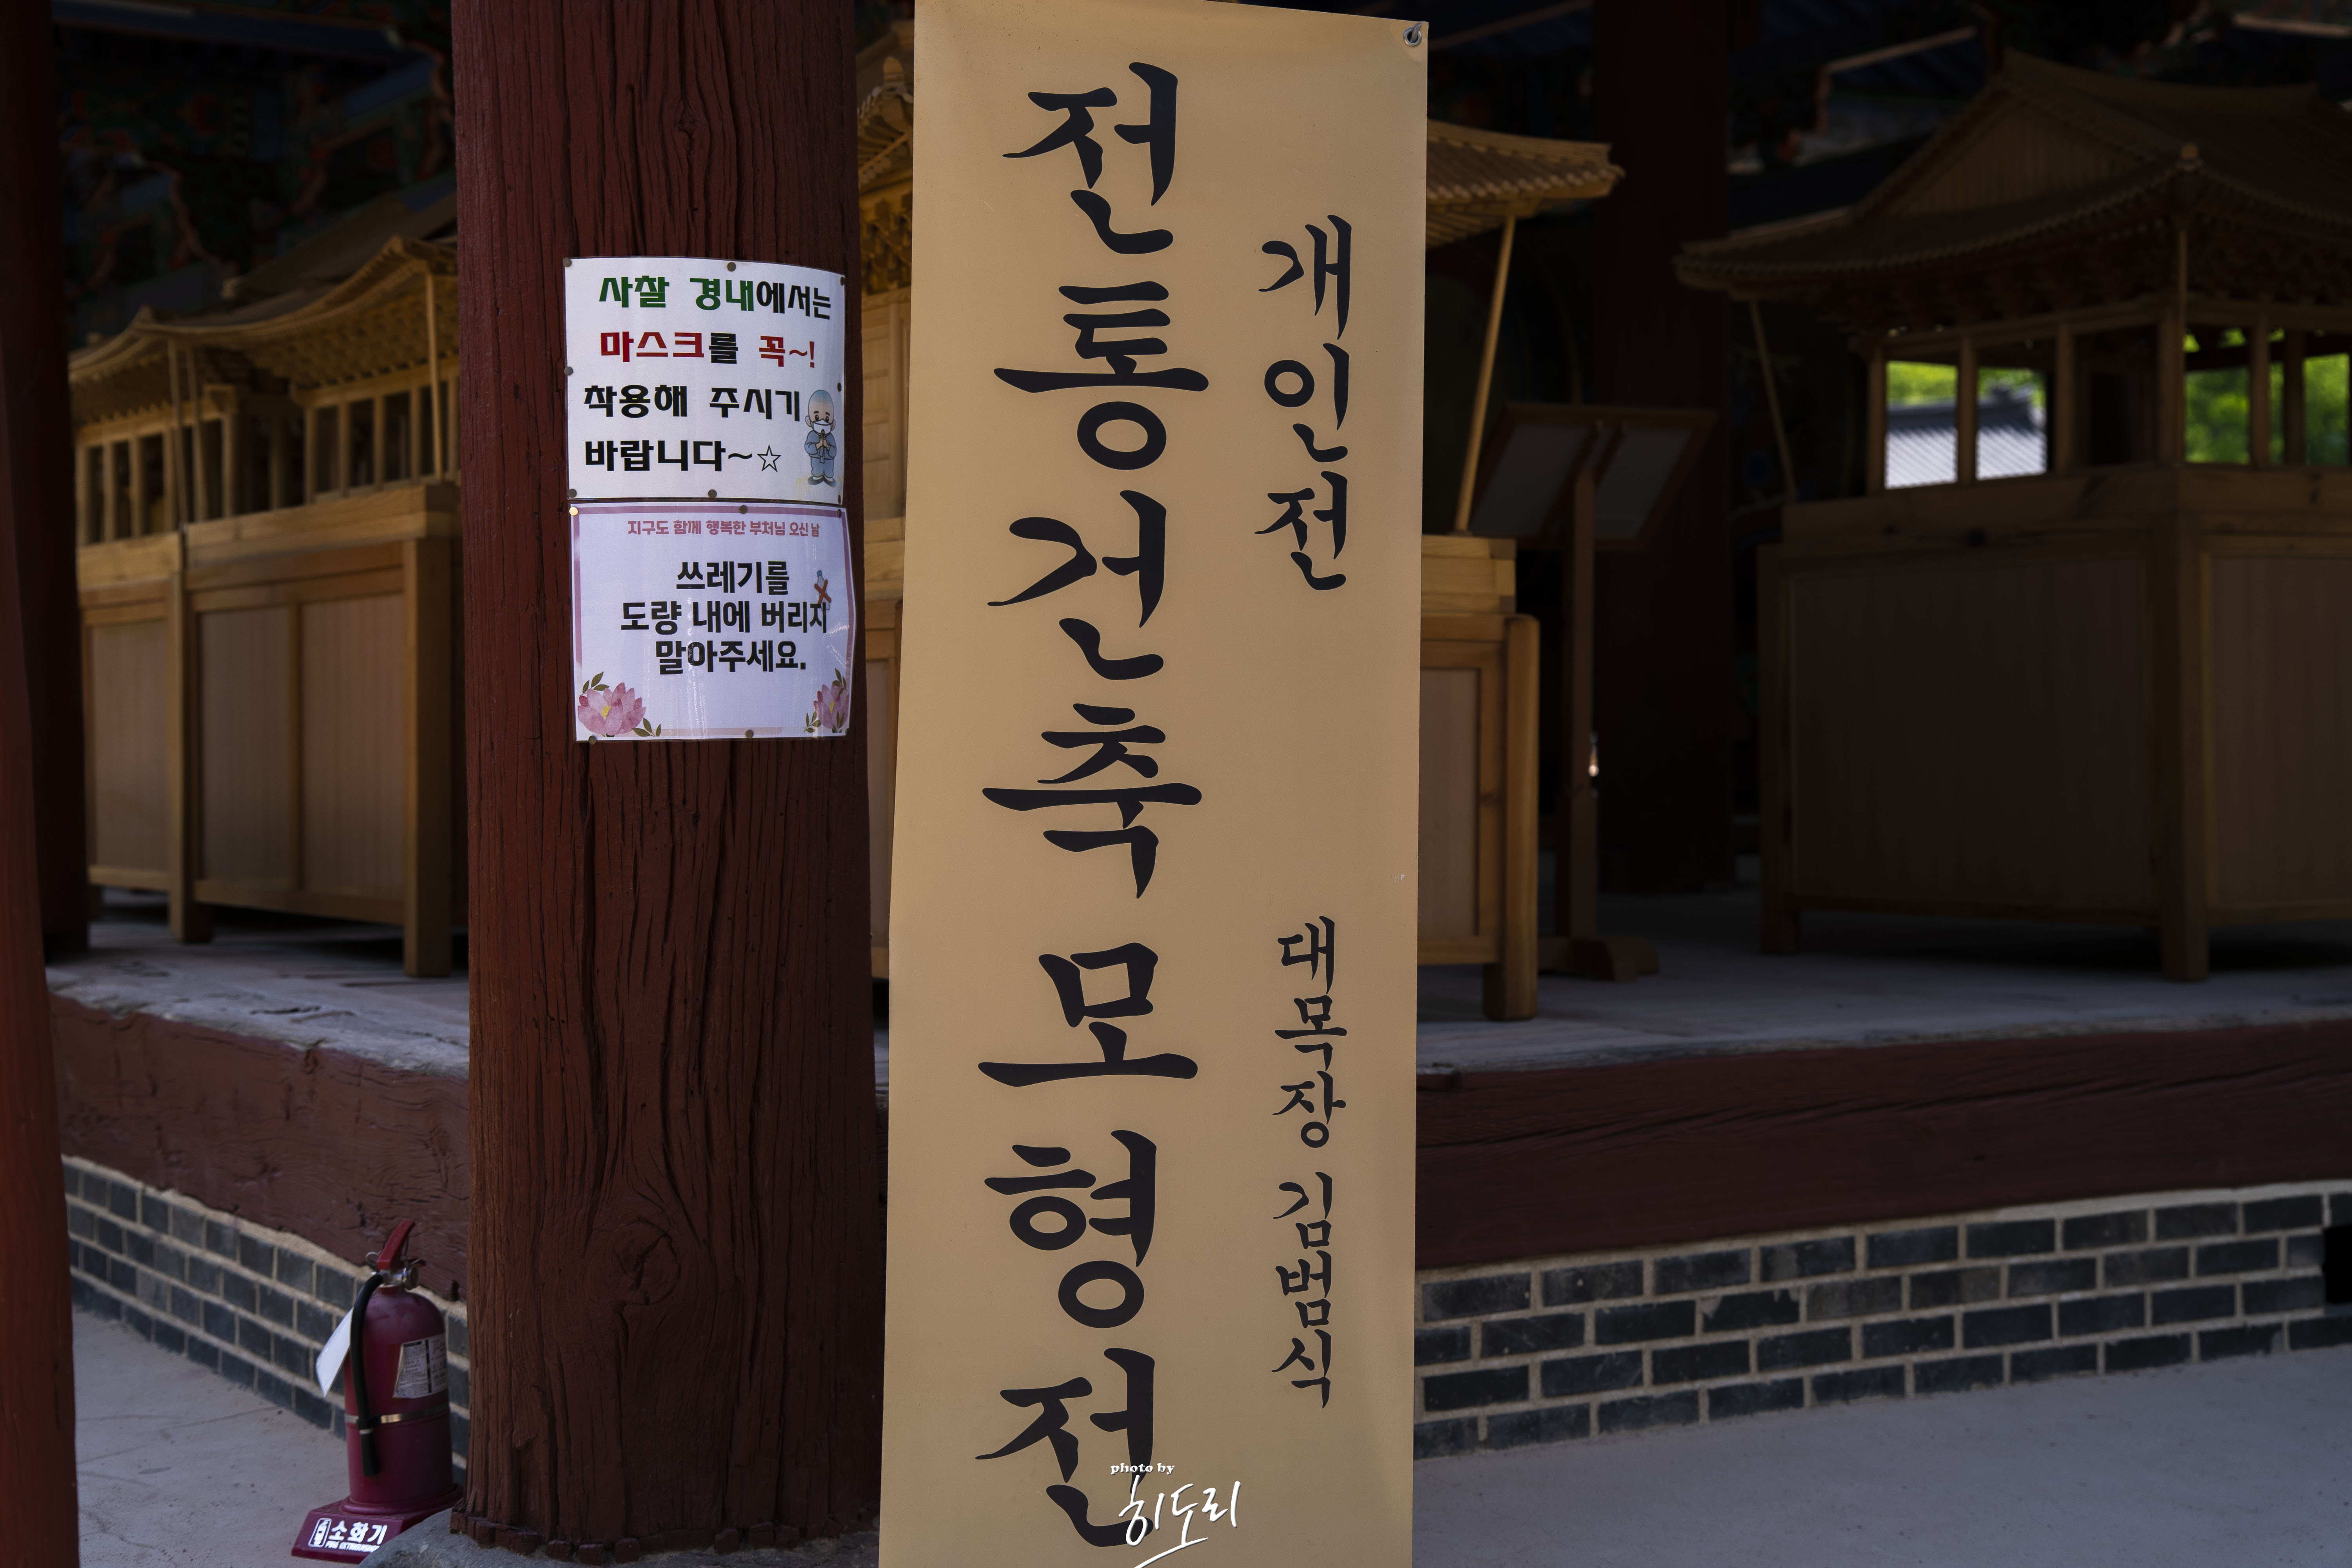 사찰 경내에서는
마스크를 꼭~!
착용해 주시기
바랍니다~☆
지구도 함께 행복한 부처님 오신 날
쓰레기를
도량 내에 버리지
말아주세요.
개인전
대목장 김범식
전통건축모형전
소화기
FIRE EXTINGUISHER
photo by
히도리